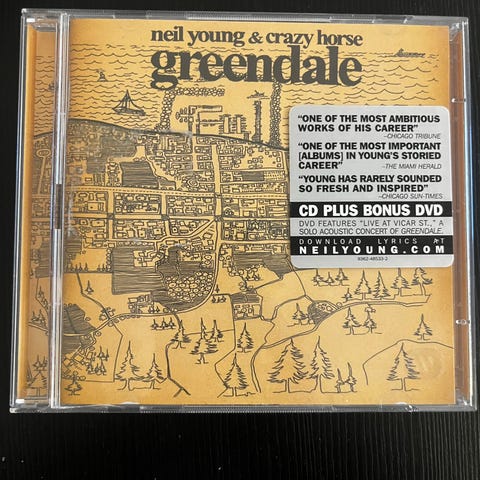 neil young & crazy horse
greendale
“ONE OF THE MOST AMBITIOUS
WORKS OF HIS CAREER”
–CHICAGO TRIBUNE
“ONE OF THE MOST IMPORTANT
[ALBUMS] IN YOUNG'S STORIED
CAREER”
–THE MIAMI HERALD
“YOUNG HAS RARELY SOUNDED
SO FRESH AND INSPIRED”
–CHICAGO SUN-TIMES
CD PLUS BONUS DVD
DVD FEATURES “LIVE AT VICAR ST.,” A
SOLO ACOUSTIC CONCERT OF GREENDALE.
DOWNLOAD LYRICS AT
NEILYOUNG.COM
9362-48533-2